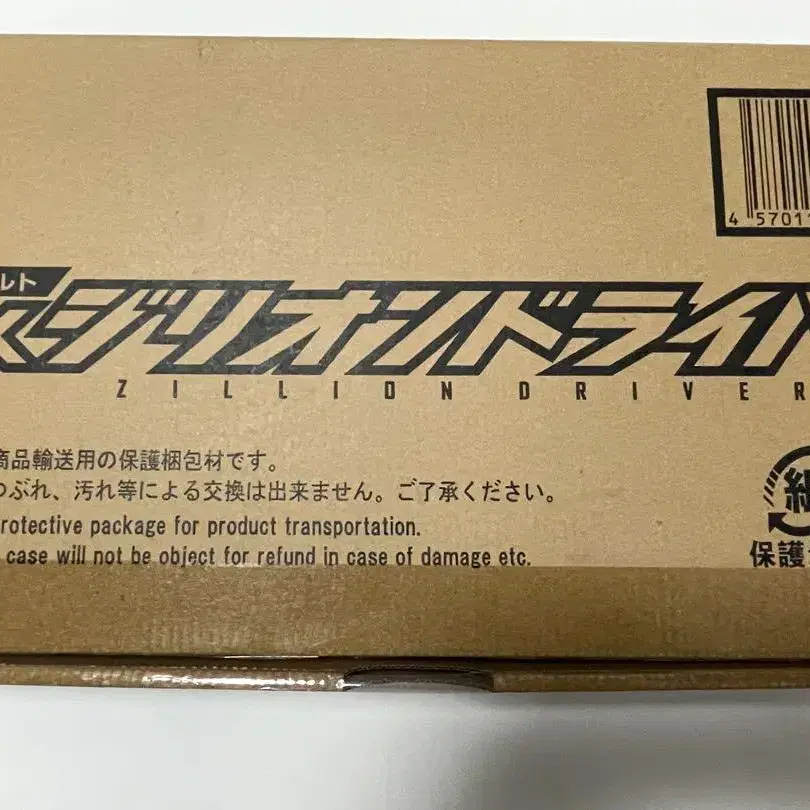 4 57011
レト
ジリオンドライ
ZILLION DRIVER
商品輸送用の保護梱包材です。
つぶれ、汚れ等による交換は出来ません。ご了承ください。
rotective package for product transportation.
case will not be object for refund in case of damage etc.
紙
保護